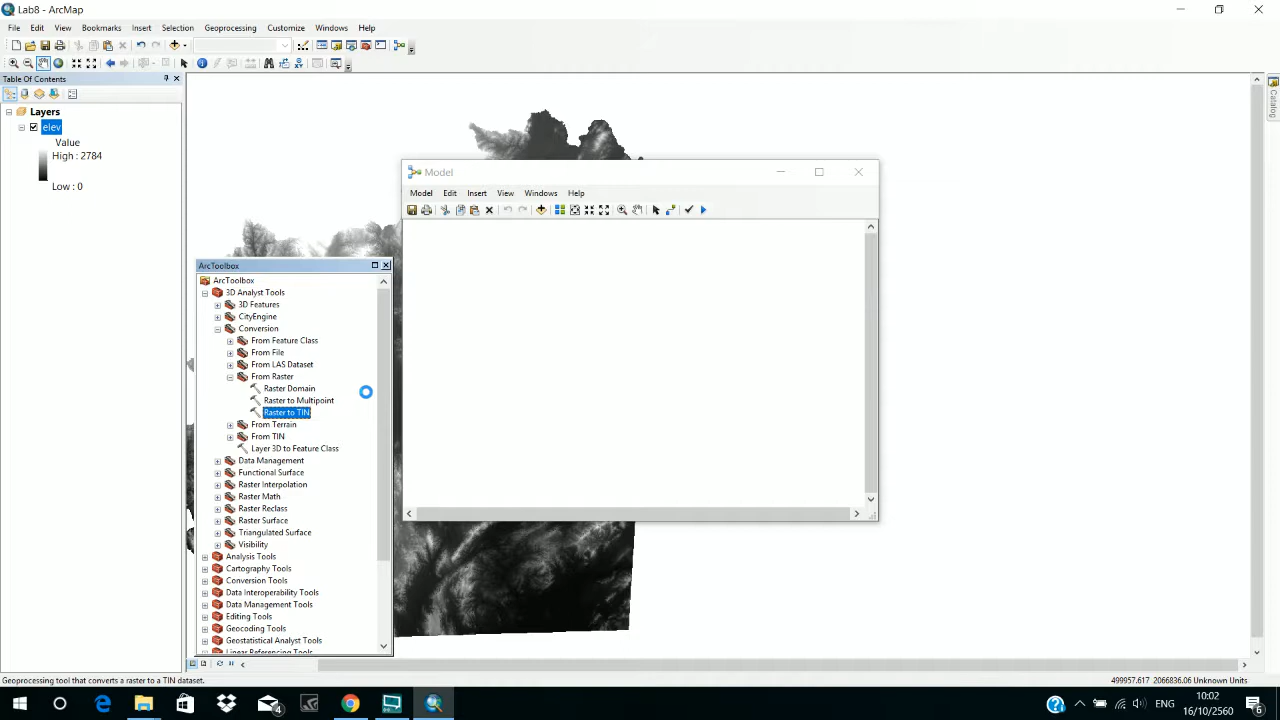 Lab8 - ArcMap
File Edit View Bookmarks Insert Selection Geoprocessing Customize Windows Help
Table Of Contents
Layers
elev
Value
High : 2784
Low : 0
Model
Model Edit Insert View Windows Help
ArcToolbox
ArcToolbox
3D Analyst Tools
3D Features
CityEngine
Conversion
From Feature Class
From File
From LAS Dataset
From Raster
Raster Domain
Raster to Multipoint
Raster to TIN
From Terrain
From TIN
Layer 3D to Feature Class
Data Management
Functional Surface
Raster Interpolation
Raster Math
Raster Reclass
Raster Surface
Triangulated Surface
Visibility
Analysis Tools
Cartography Tools
Conversion Tools
Data Interoperability Tools
Data Management Tools
Editing Tools
Geocoding Tools
Geostatistical Analyst Tools
Linear Referencing Tools
Catalog
Geoprocessing tool that converts a raster to a TIN dataset.
499957.617 2066836.06 Unknown Units
4
ENG
10:02
16/10/2560
6